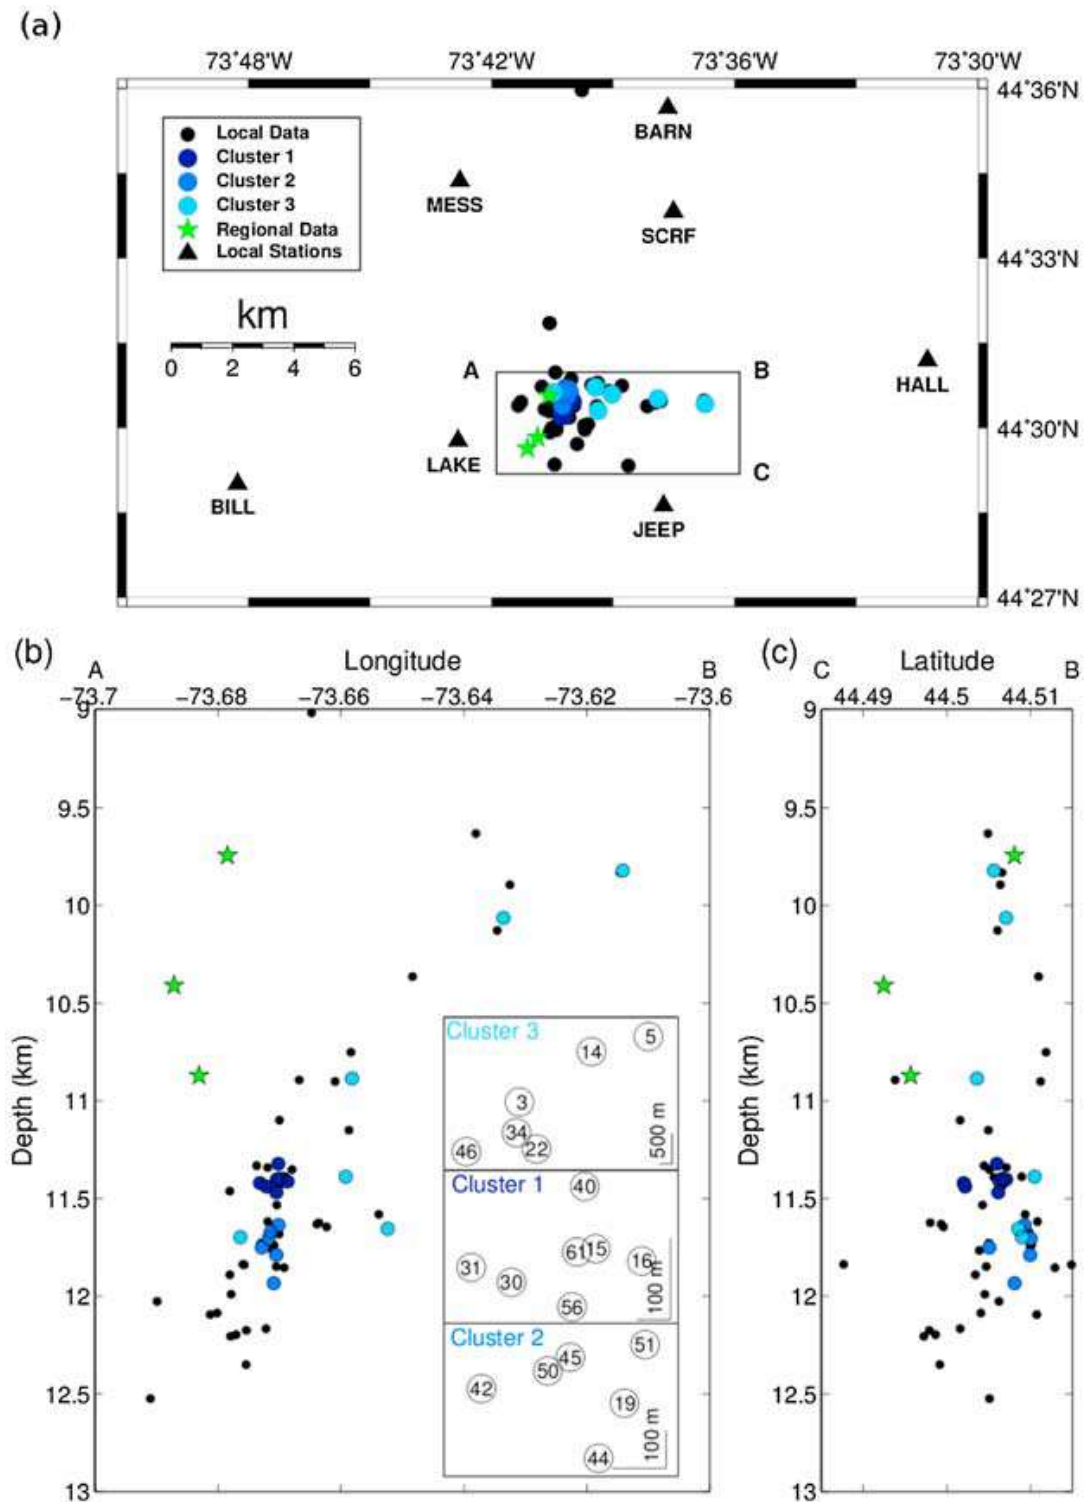 (a)
73°48'W 73°42'W 73°36'W 73°30'W
44°36'N
44°33'N
44°30'N
44°27'N
Local Data
Cluster 1
Cluster 2
Cluster 3
Regional Data
Local Stations
km
0 2 4 6
BARN
MESS
SCRF
HALL
LAKE
BILL
JEEP
A
B
C
(b)
A Longitude B
−73.7 −73.68 −73.66 −73.64 −73.62 −73.6
Depth (km)
9
9.5
10
10.5
11
11.5
12
12.5
13
Cluster 3
5
14
3
34
46
22
500 m
Cluster 1
40
61
15
16
31
30
56
100 m
Cluster 2
51
45
50
42
19
44
100 m
(c)
C Latitude B
44.49 44.5 44.51
Depth (km)
9
9.5
10
10.5
11
11.5
12
12.5
13